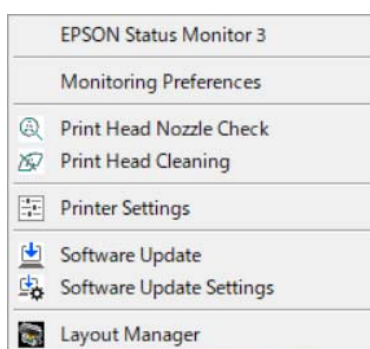 EPSON Status Monitor 3
Monitoring Preferences
Print Head Nozzle Check
Print Head Cleaning
Printer Settings
Software Update
Software Update Settings
Layout Manager